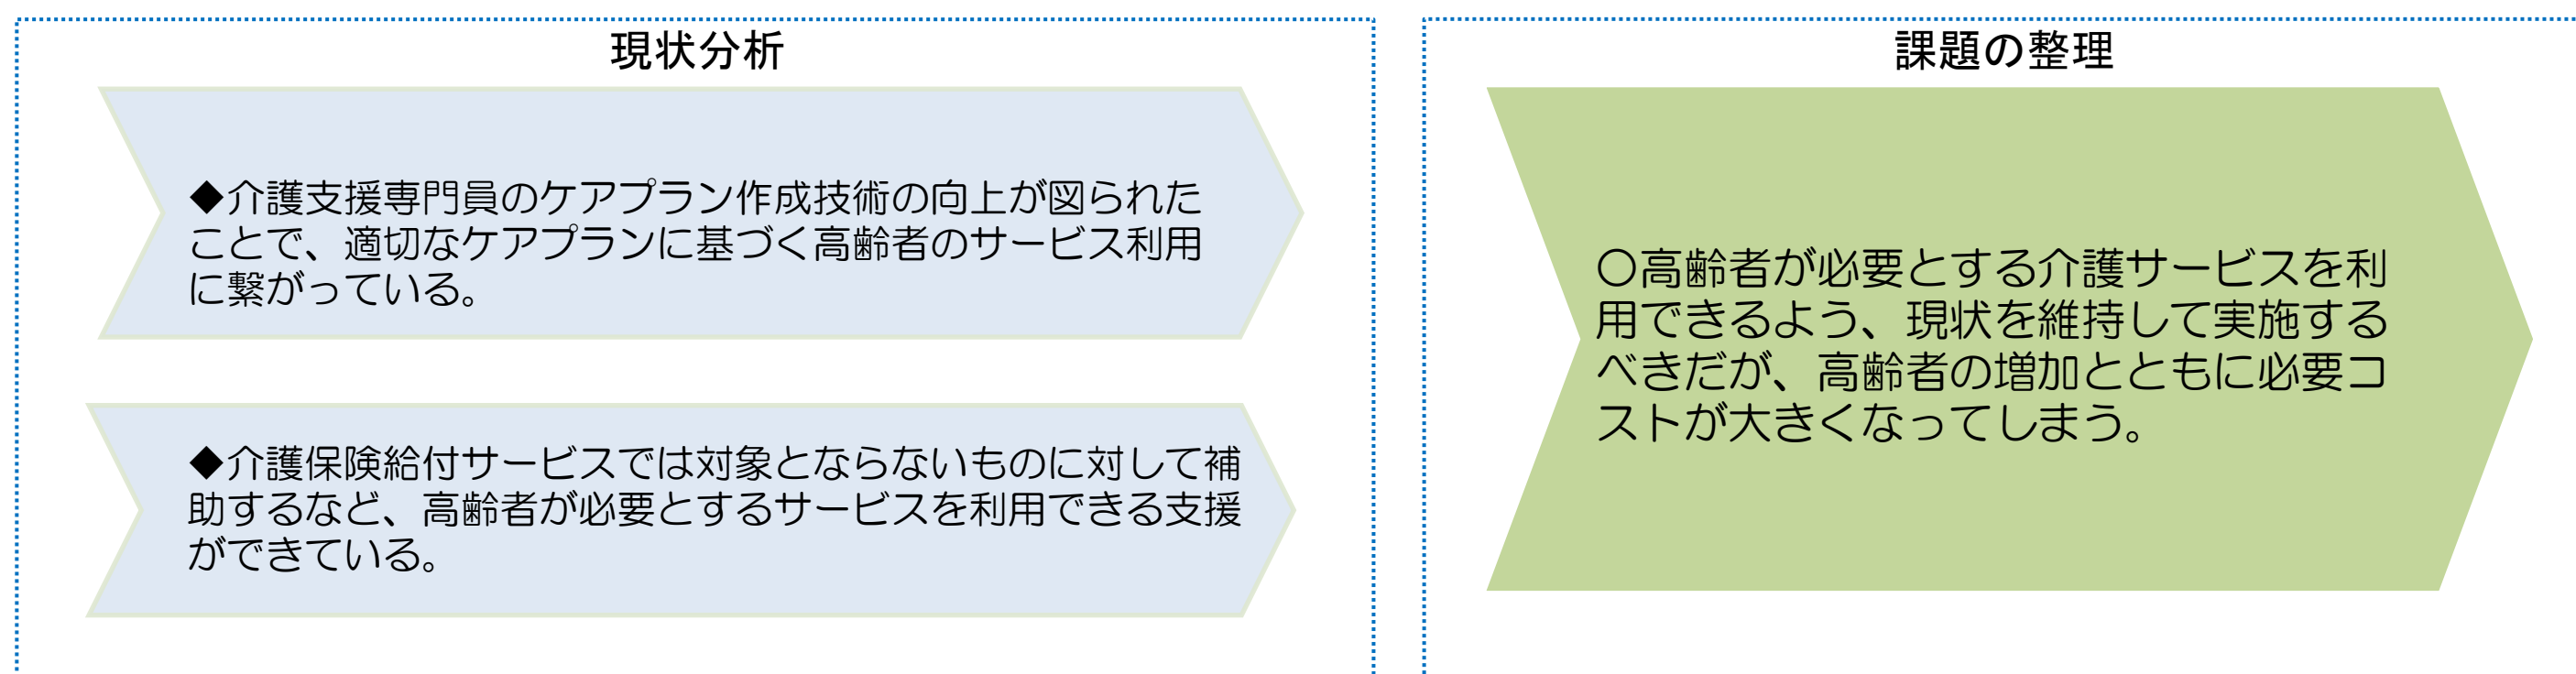 現状分析
◆介護支援専門員のケアプラン作成技術の向上が図られた
ことで、適切なケアプランに基づく高齢者のサービス利用
に繋がっている。
◆介護保険給付サービスでは対象とならないものに対して補
助するなど、高齢者が必要とするサービスを利用できる支援
ができている。
課題の整理
〇高齢者が必要とする介護サービスを利
用できるよう、現状を維持して実施する
べきだが、高齢者の増加とともに必要コ
ストが大きくなってしまう。